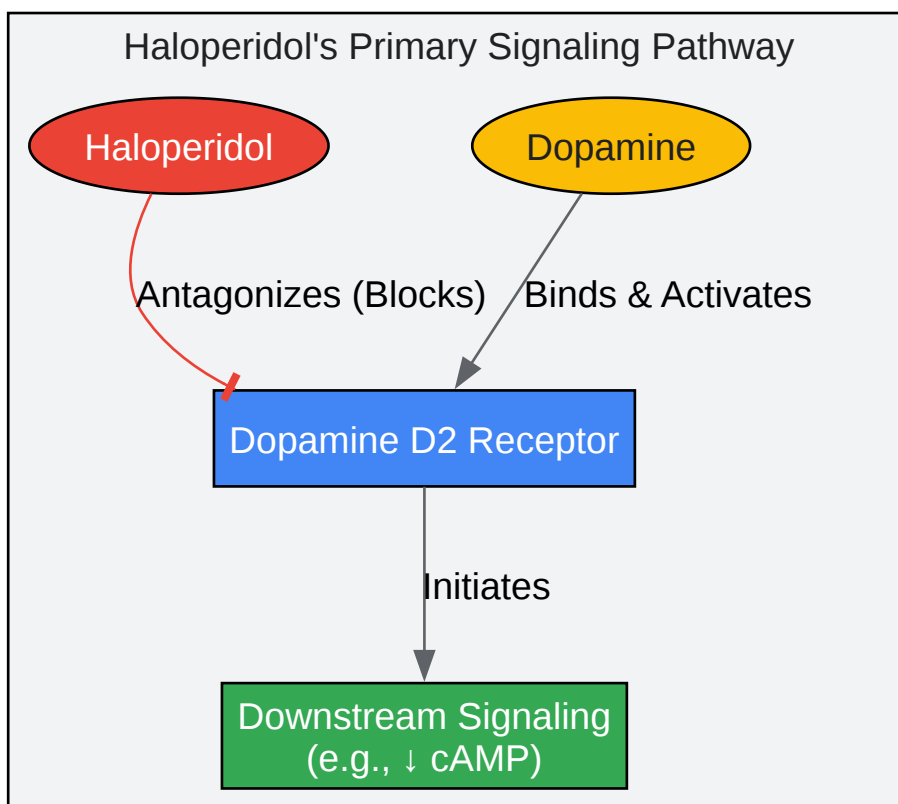 Haloperidol's Primary Signaling Pathway
Haloperidol
Dopamine
Antagonizes (Blocks)
Binds & Activates
Dopamine D2 Receptor
Initiates
Downstream Signaling
(e.g., ↓ cAMP)